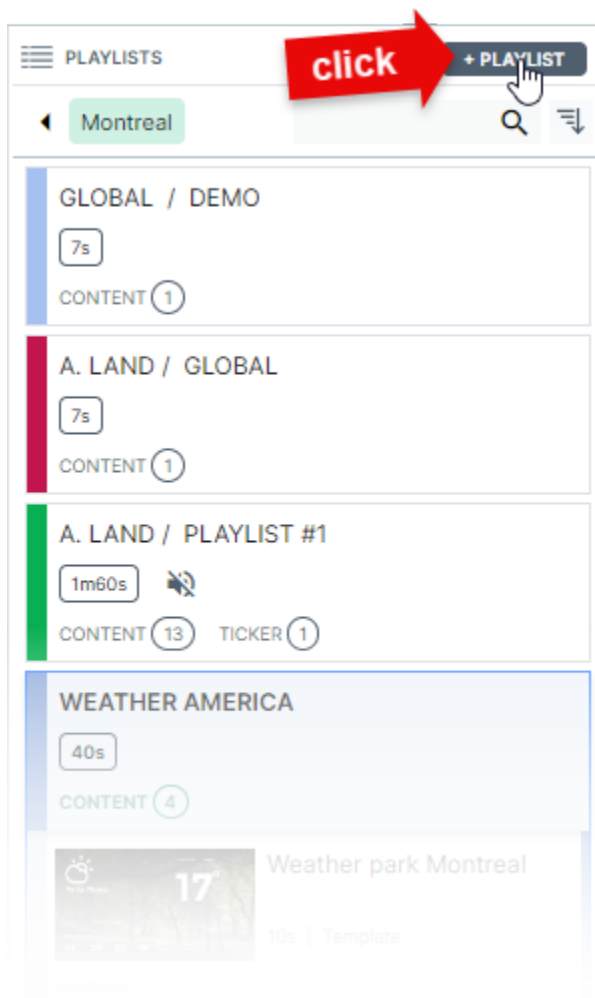 PLAYLISTS
click
+ PLAYLIST
Montreal
GLOBAL / DEMO
7s
CONTENT 1
A. LAND / GLOBAL
7s
CONTENT 1
A. LAND / PLAYLIST #1
1m60s
CONTENT 13 TICKER 1
WEATHER AMERICA
40s
CONTENT 4
17°
Weather park Montreal
10s | Template